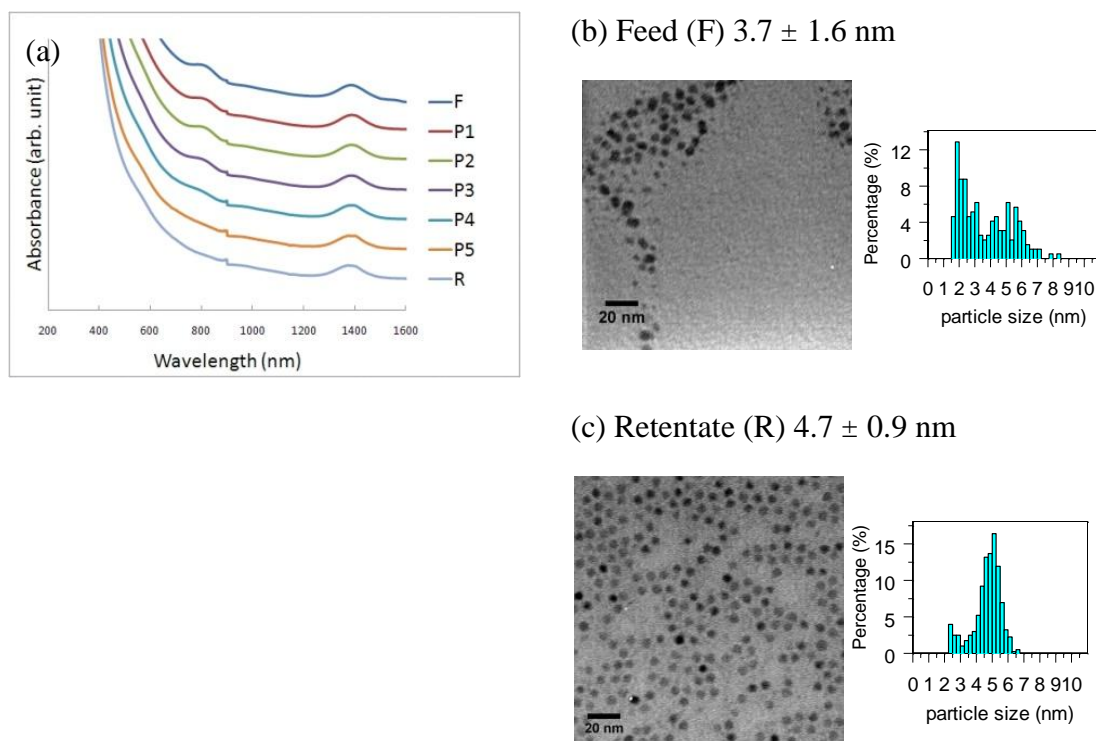 (a)
Absorbance (arb. unit)
F
P1
P2
P3
P4
P5
R
200 400 600 800 1000 1200 1400 1600
Wavelength (nm)
(b) Feed (F) 3.7 ± 1.6 nm
20 nm
Percentage (%)
12
8
4
0
0 1 2 3 4 5 6 7 8 9 10
particle size (nm)
(c) Retentate (R) 4.7 ± 0.9 nm
20 nm
Percentage (%)
15
10
5
0
0 1 2 3 4 5 6 7 8 9 10
particle size (nm)